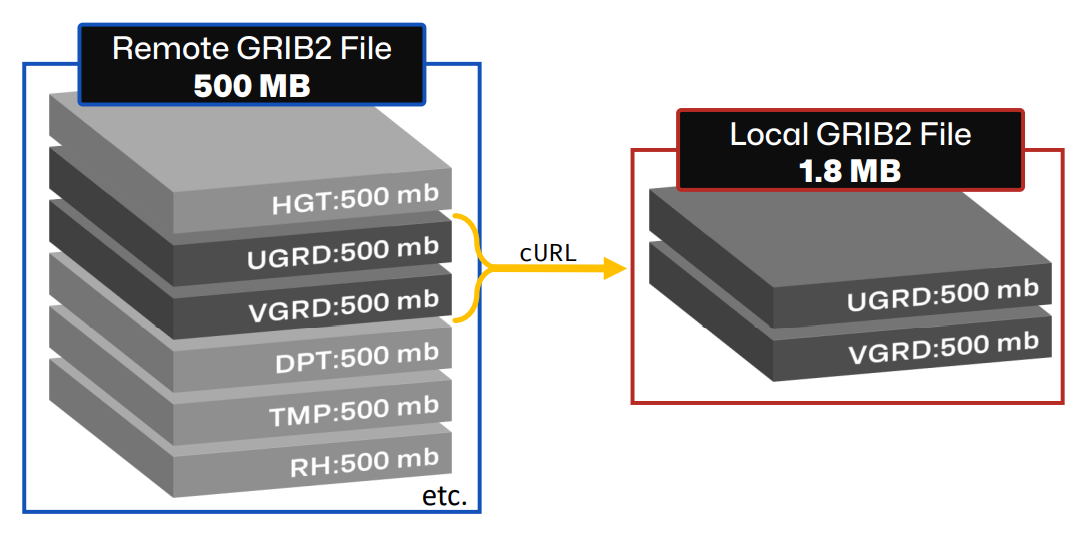 Remote GRIB2 File
500 MB
HGT:500 mb
UGRD:500 mb
VGRD:500 mb
DPT:500 mb
TMP:500 mb
RH:500 mb
etc.
cURL
Local GRIB2 File
1.8 MB
UGRD:500 mb
VGRD:500 mb